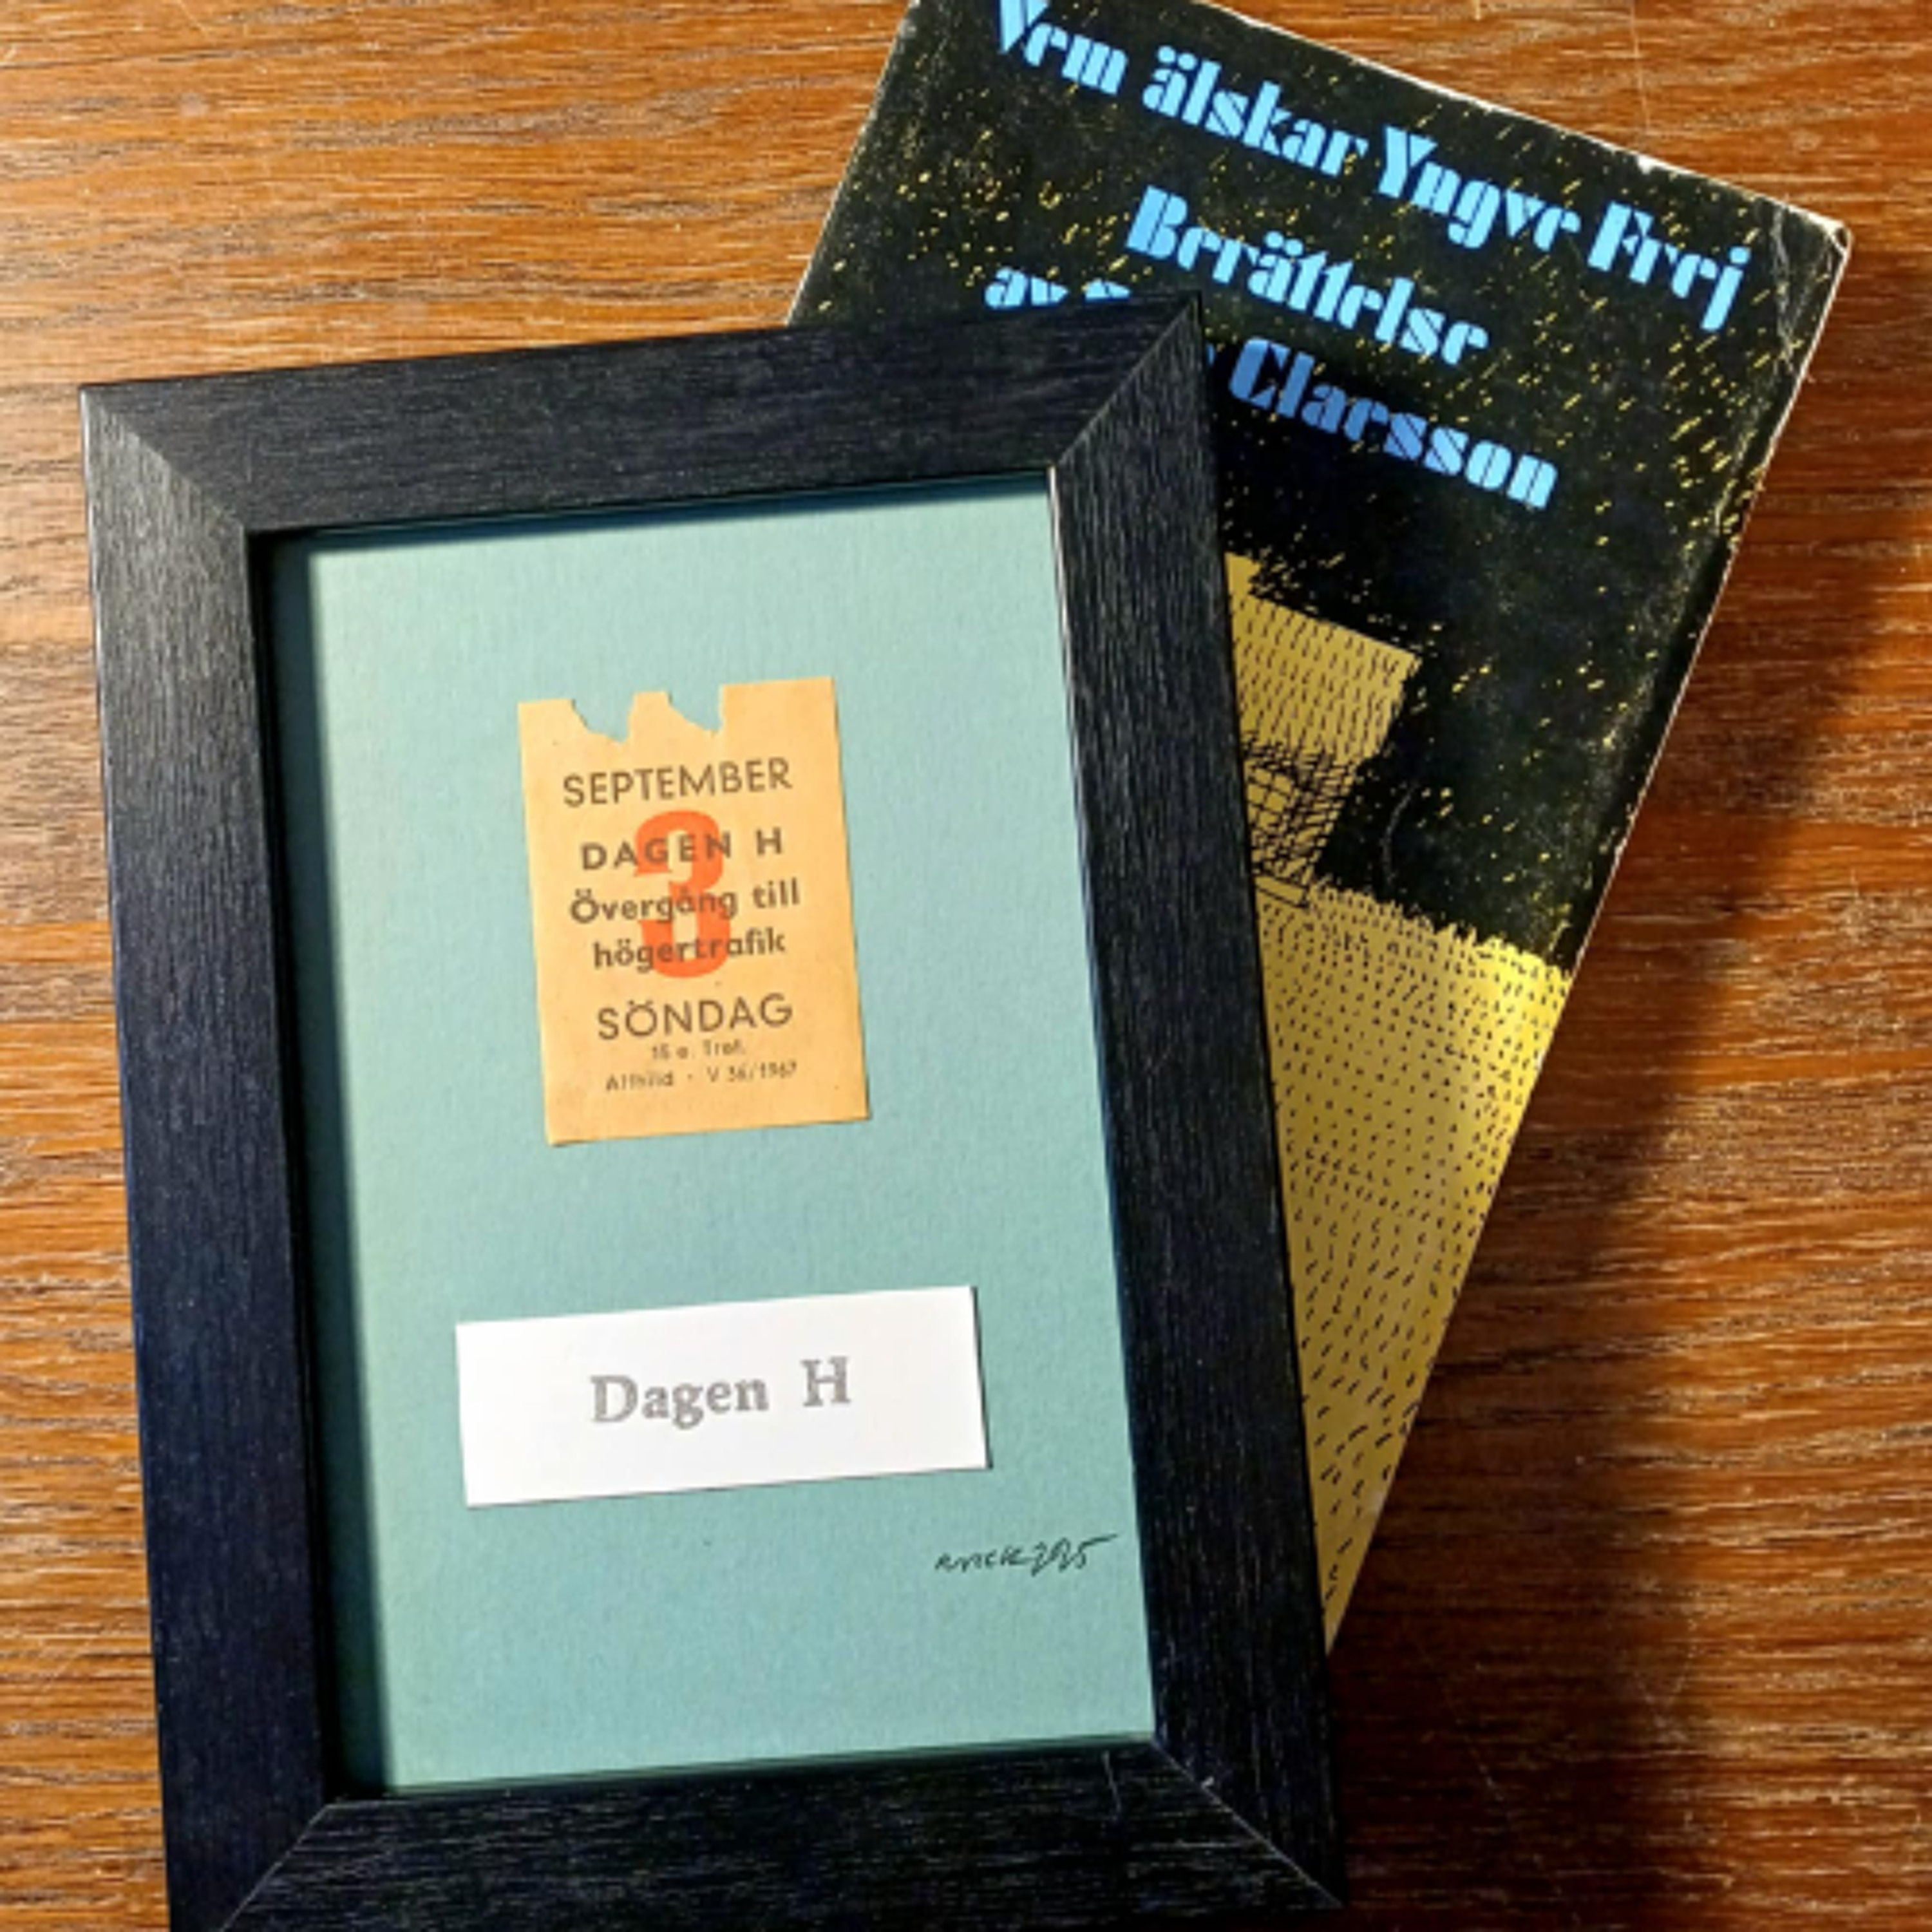 Vem älskar Yngve Frej
Berättelse
av
Claesson
SEPTEMBER
3
DAGEN H
Övergång till
högertrafik
SÖNDAG
15 e. Tref.
Alfhild · V 36/1967
Dagen H